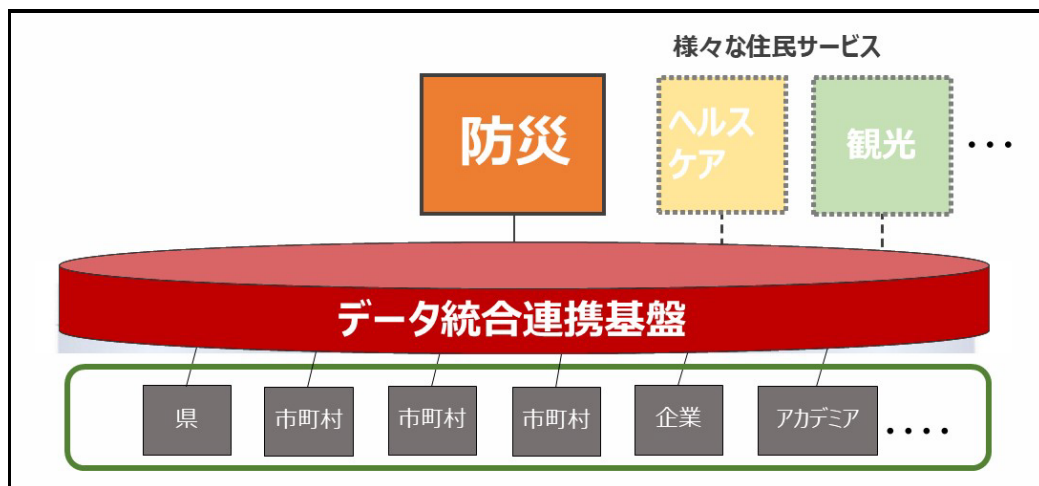 様々な住民サービス
防災
ヘルス
ケア
観光
・・・
データ統合連携基盤
県
市町村
市町村
市町村
企業
アカデミア
・・・・